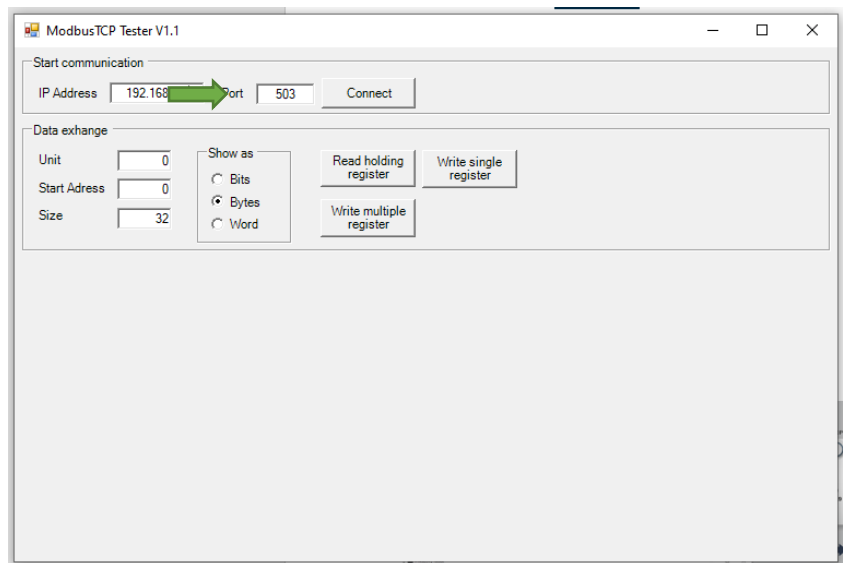 ModbusTCP Tester V1.1
Start communication
IP Address 192.168 Port 503 Connect
Data exhange
Unit 0
Start Adress 0
Size 32
Show as
Bits
Bytes
Word
Read holding
register
Write single
register
Write multiple
register